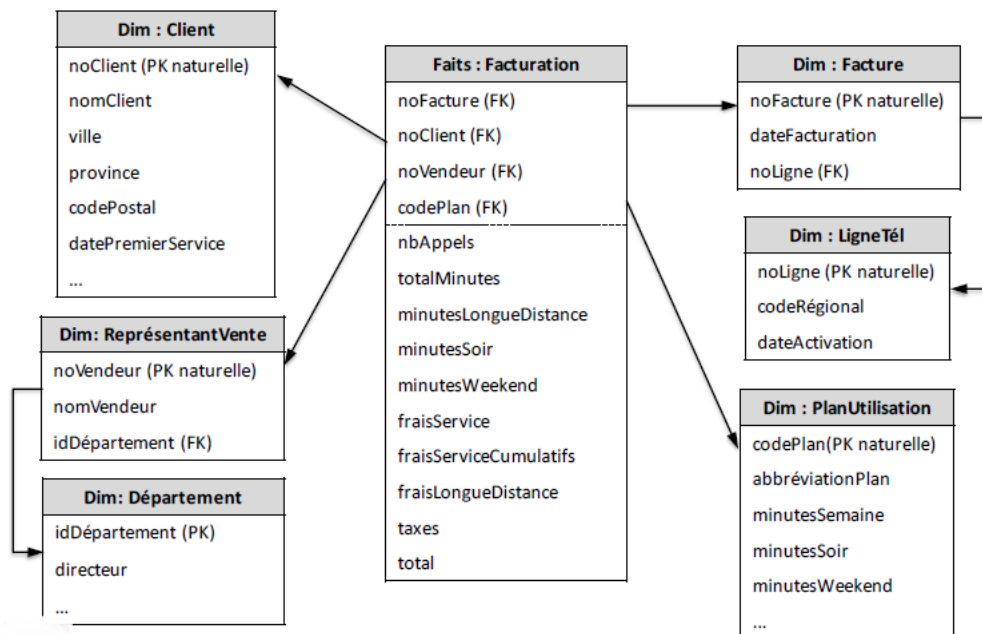 Dim : Client
noClient (PK naturelle)
nomClient
ville
province
codePostal
datePremierService
...
Dim: ReprésentantVente
noVendeur (PK naturelle)
nomVendeur
idDépartement (FK)
Dim: Département
idDépartement (PK)
directeur
...
Faits : Facturation
noFacture (FK)
noClient (FK)
noVendeur (FK)
codePlan (FK)
nbAppels
totalMinutes
minutesLongueDistance
minutesSoir
minutesWeekend
fraisService
fraisServiceCumulatifs
fraisLongueDistance
taxes
total
Dim : Facture
noFacture (PK naturelle)
dateFacturation
noLigne (FK)
Dim : LigneTél
noLigne (PK naturelle)
codeRégional
dateActivation
Dim : PlanUtilisation
codePlan(PK naturelle)
abbréviationPlan
minutesSemaine
minutesSoir
minutesWeekend
...